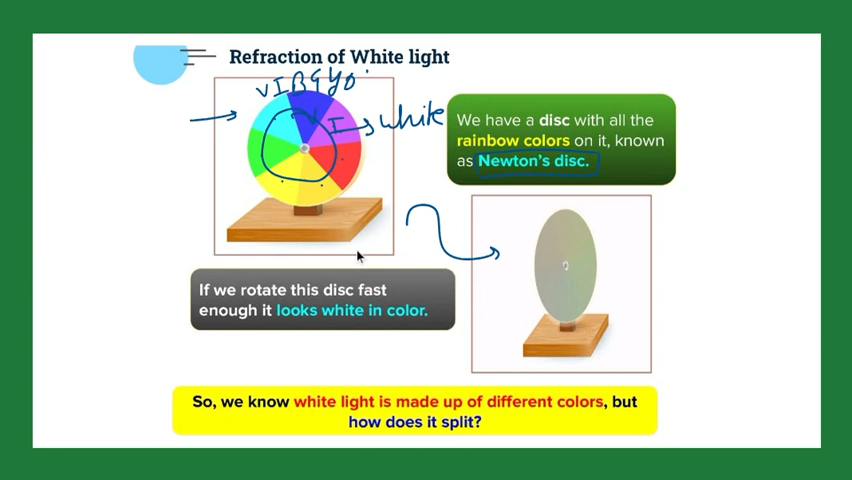 Refraction of White light
VIBGYO
V I → white
We have a disc with all the
rainbow colors on it, known
as Newton's disc.
If we rotate this disc fast
enough it looks white in color.
So, we know white light is made up of different colors, but
how does it split?